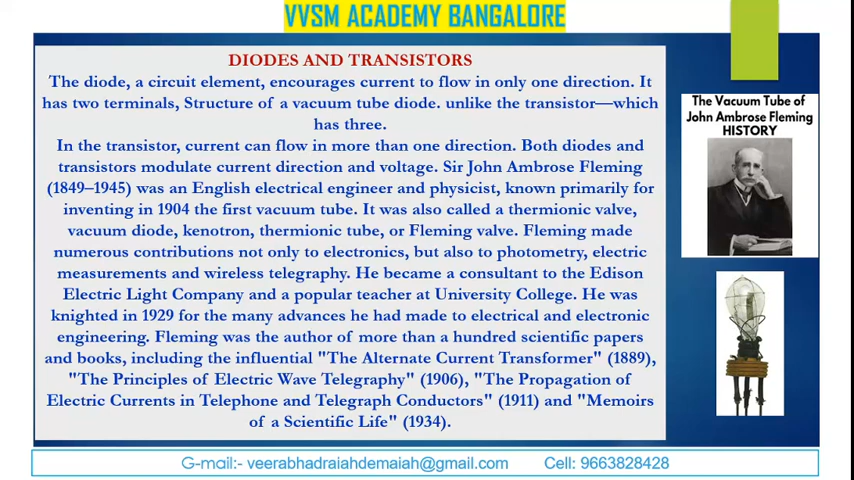 VVSM ACADEMY BANGALORE
DIODES AND TRANSISTORS
The diode, a circuit element, encourages current to flow in only one direction. It
has two terminals, Structure of a vacuum tube diode. unlike the transistor—which
has three.
In the transistor, current can flow in more than one direction. Both diodes and
transistors modulate current direction and voltage. Sir John Ambrose Fleming
(1849–1945) was an English electrical engineer and physicist, known primarily for
inventing in 1904 the first vacuum tube. It was also called a thermionic valve,
vacuum diode, kenotron, thermionic tube, or Fleming valve. Fleming made
numerous contributions not only to electronics, but also to photometry, electric
measurements and wireless telegraphy. He became a consultant to the Edison
Electric Light Company and a popular teacher at University College. He was
knighted in 1929 for the many advances he had made to electrical and electronic
engineering. Fleming was the author of more than a hundred scientific papers
and books, including the influential "The Alternate Current Transformer" (1889),
"The Principles of Electric Wave Telegraphy" (1906), "The Propagation of
Electric Currents in Telephone and Telegraph Conductors" (1911) and "Memoirs
of a Scientific Life" (1934).
The Vacuum Tube of
John Ambrose Fleming
HISTORY
G-mail:- veerabhadraiahdemaiah@gmail.com Cell: 9663828428